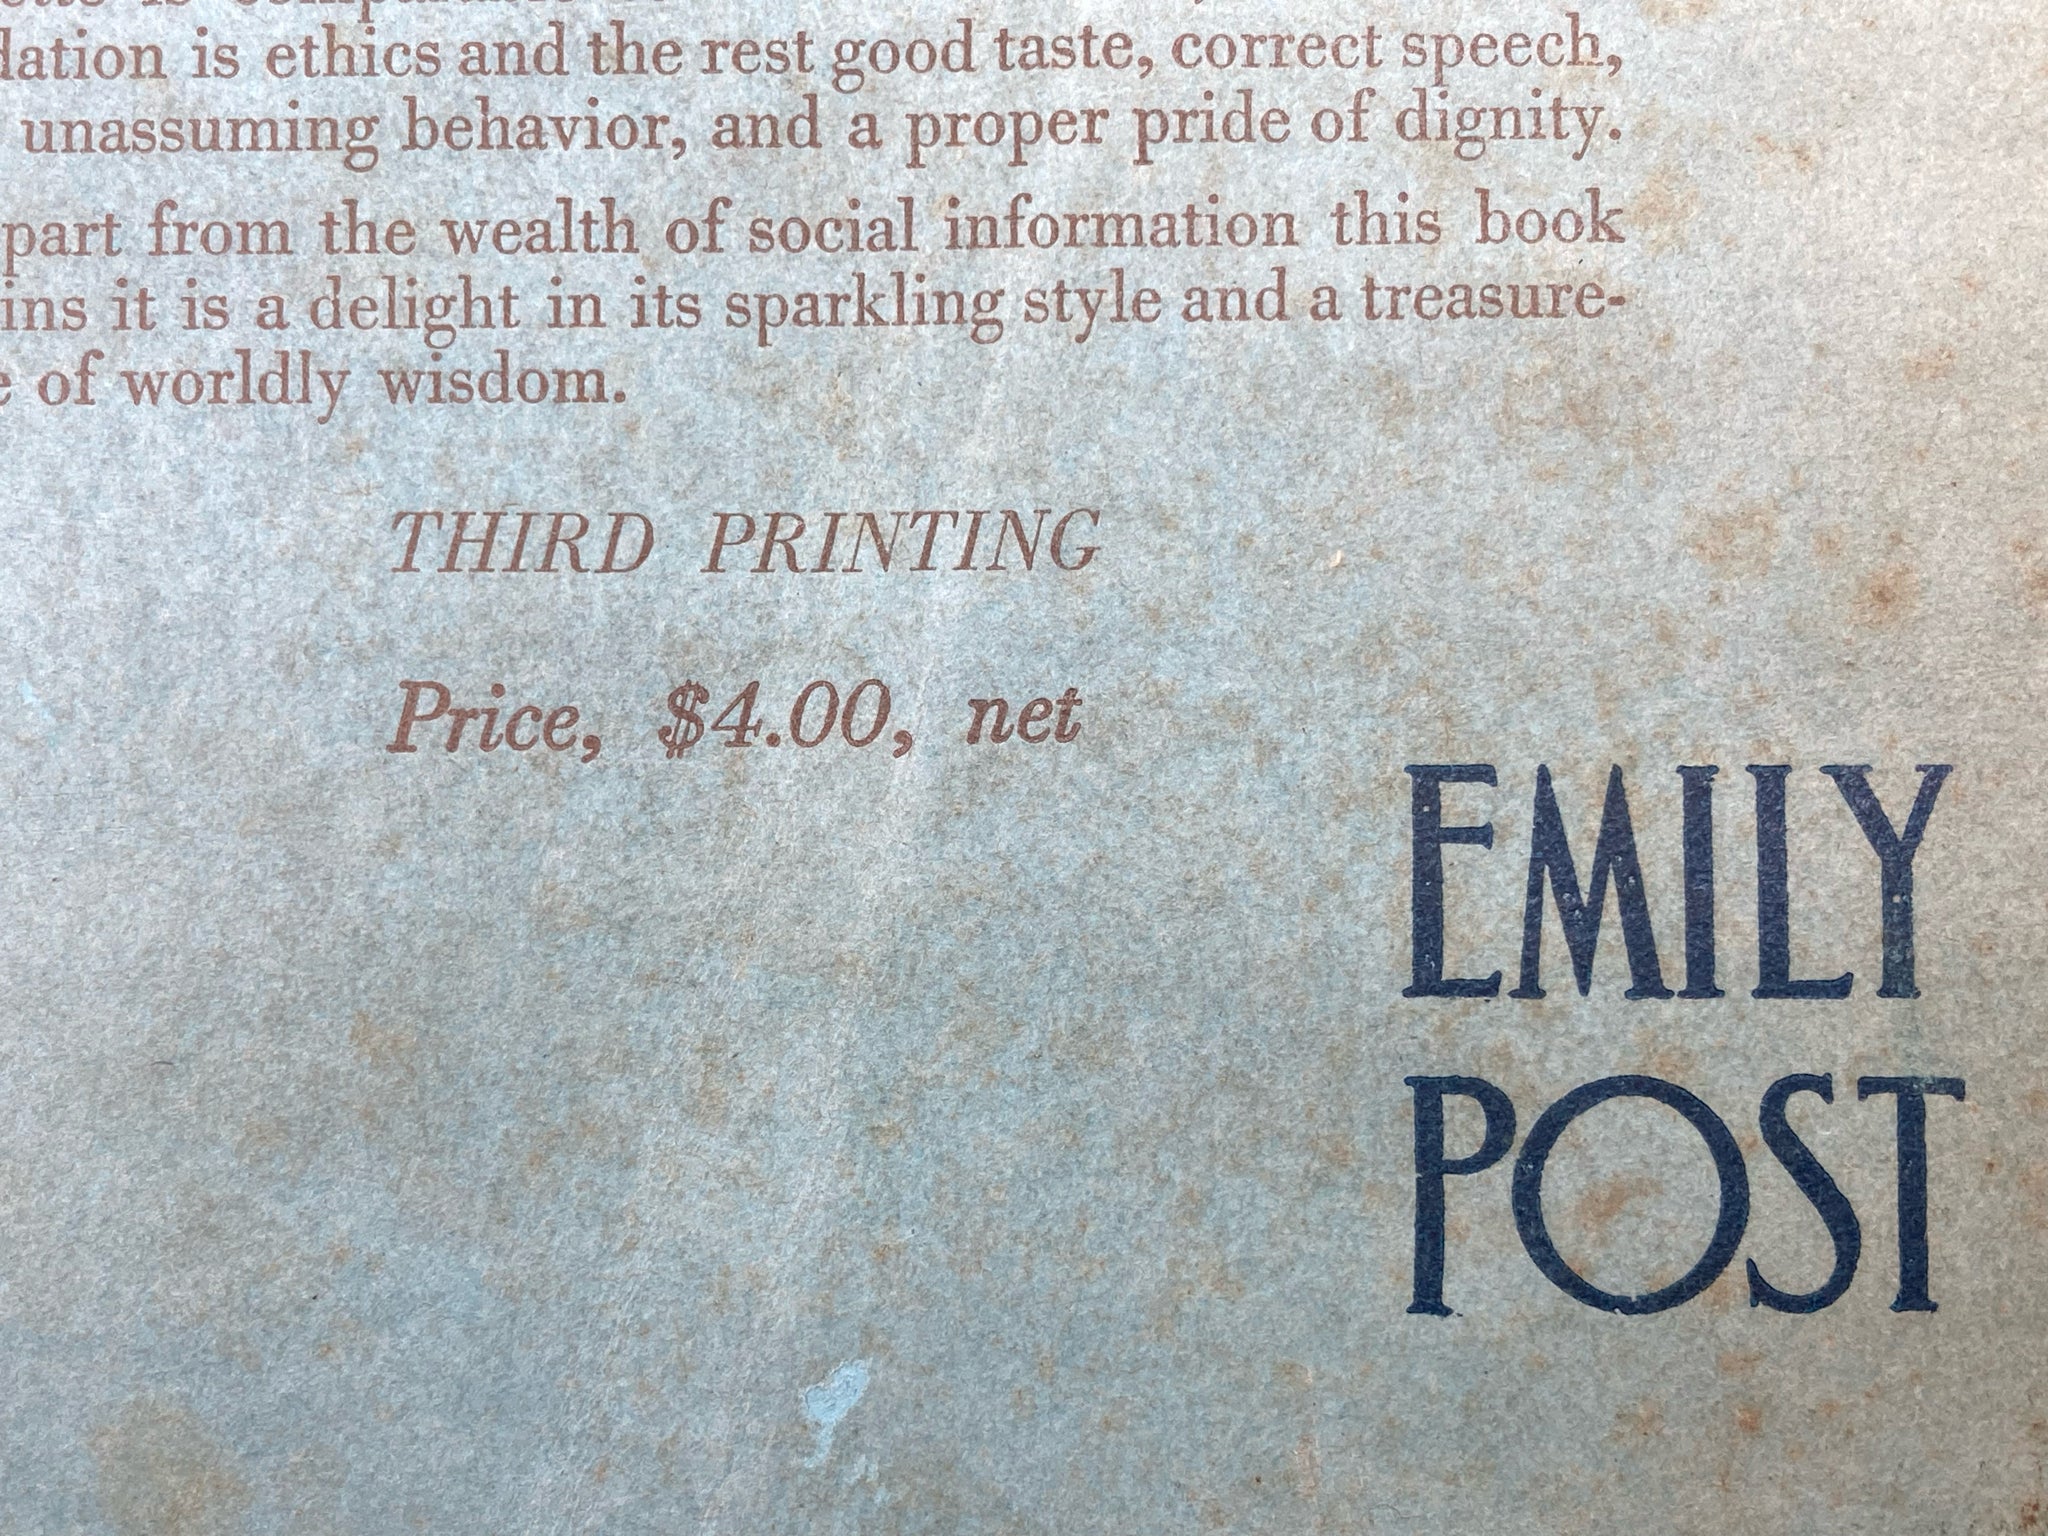 dation is ethics and the rest good taste, correct speech,
unassuming behavior, and a proper pride of dignity.
part from the wealth of social information this book
ins it is a delight in its sparkling style and a treasure-
e of worldly wisdom.
THIRD PRINTING
Price, $4.00, net
EMILY
POST